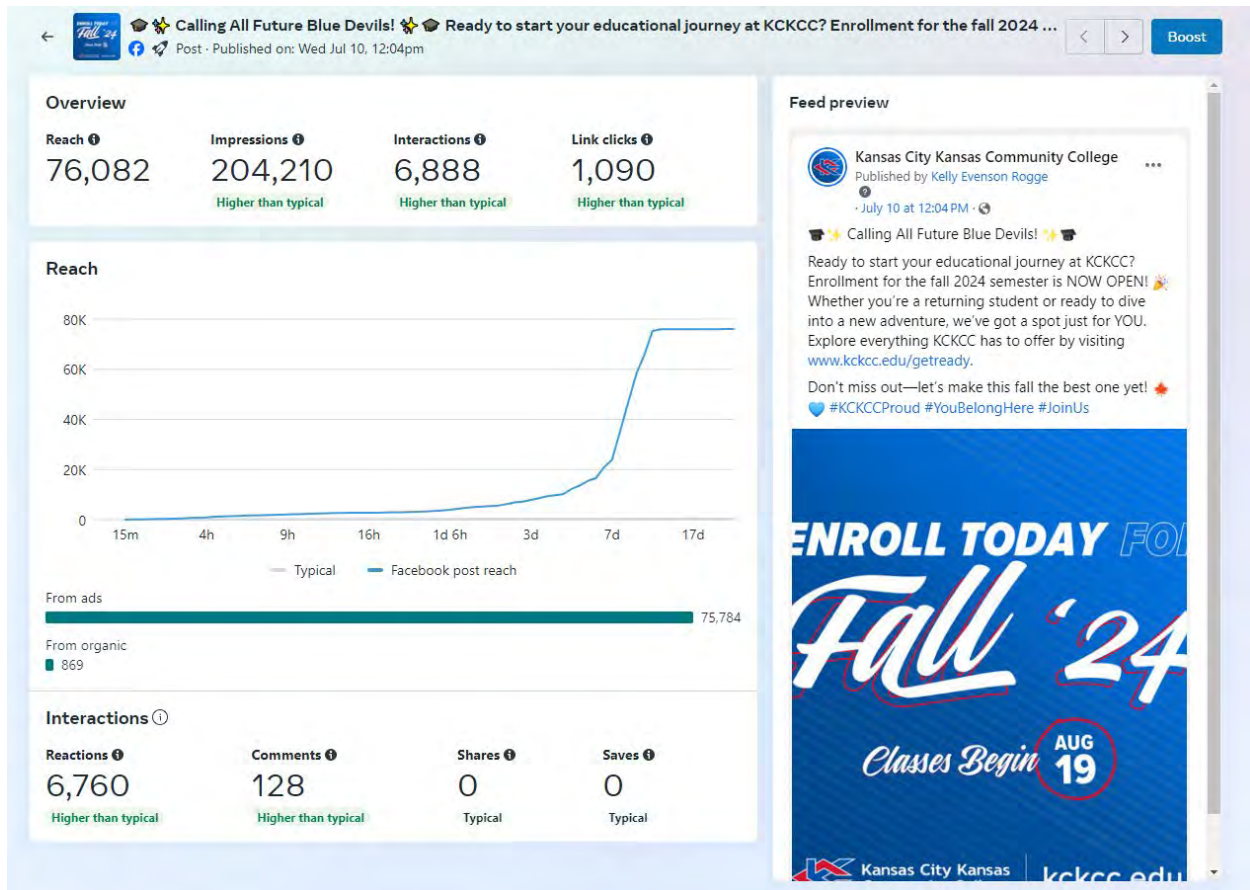 🎓 ✨ Calling All Future Blue Devils! ✨ 🎓 Ready to start your educational journey at KCKCC? Enrollment for the fall 2024 ...
Post · Published on: Wed Jul 10, 12:04pm
Boost
Overview
Reach
Impressions
Interactions
Link clicks
76,082
204,210
6,888
1,090
Higher than typical
Higher than typical
Higher than typical
Reach
80K
60K
40K
20K
0
15m 4h 9h 16h 1d 6h 3d 7d 17d
Typical
Facebook post reach
From ads
75,784
From organic
869
Interactions
Reactions
Comments
Shares
Saves
6,760
128
0
0
Higher than typical
Higher than typical
Typical
Typical
Feed preview
Kansas City Kansas Community College
Published by Kelly Evenson Rogge
· July 10 at 12:04 PM ·
🎓✨ Calling All Future Blue Devils! ✨🎓
Ready to start your educational journey at KCKCC?
Enrollment for the fall 2024 semester is NOW OPEN! 🎉
Whether you're a returning student or ready to dive
into a new adventure, we've got a spot just for YOU.
Explore everything KCKCC has to offer by visiting
www.kckcc.edu/getready.
Don't miss out—let's make this fall the best one yet! 🍁
💙 #KCKCCProud #YouBelongHere #JoinUs
ENROLL TODAY FO
Fall '24
Classes Begin AUG 19
Kansas City Kansas
kckcc.edu